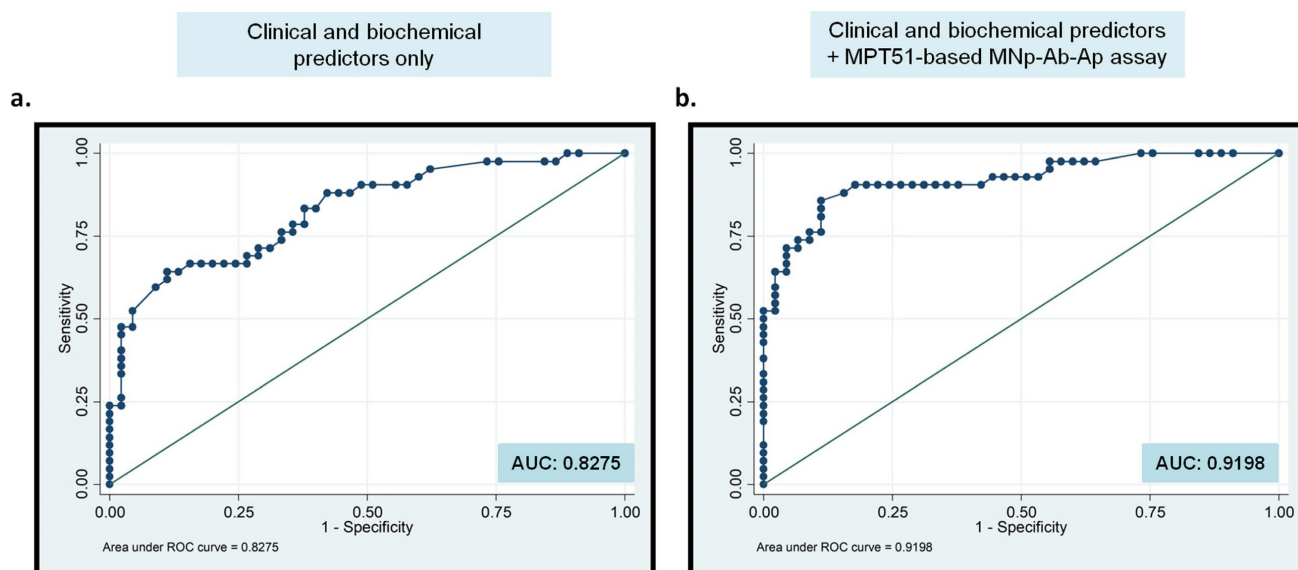 Clinical and biochemical
predictors only
Clinical and biochemical predictors
+ MPT51-based MNp-Ab-Ap assay
a.
1.00
0.75
0.50
0.25
0.00
Sensitivity
AUC: 0.8275
0.00
0.25
0.50
0.75
1.00
1 - Specificity
Area under ROC curve = 0.8275
b.
1.00
0.75
0.50
0.25
0.00
Sensitivity
AUC: 0.9198
0.00
0.25
0.50
0.75
1.00
1 - Specificity
Area under ROC curve = 0.9198